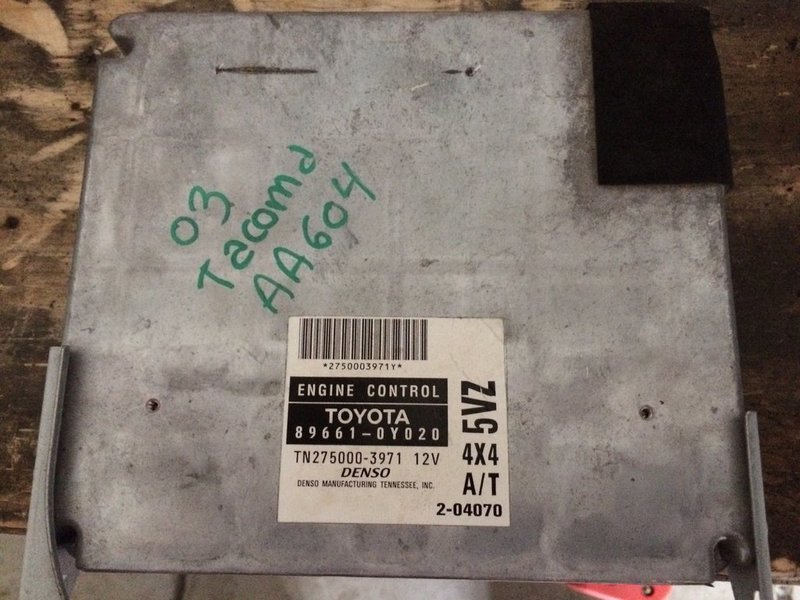 03
Tacoma
AA604
*2750003971Y*
ENGINE CONTROL
TOYOTA
89661-0Y020
TN275000-3971 12V
DENSO
DENSO MANUFACTURING TENNESSEE, INC.
5VZ
4X4
A/T
2-04070